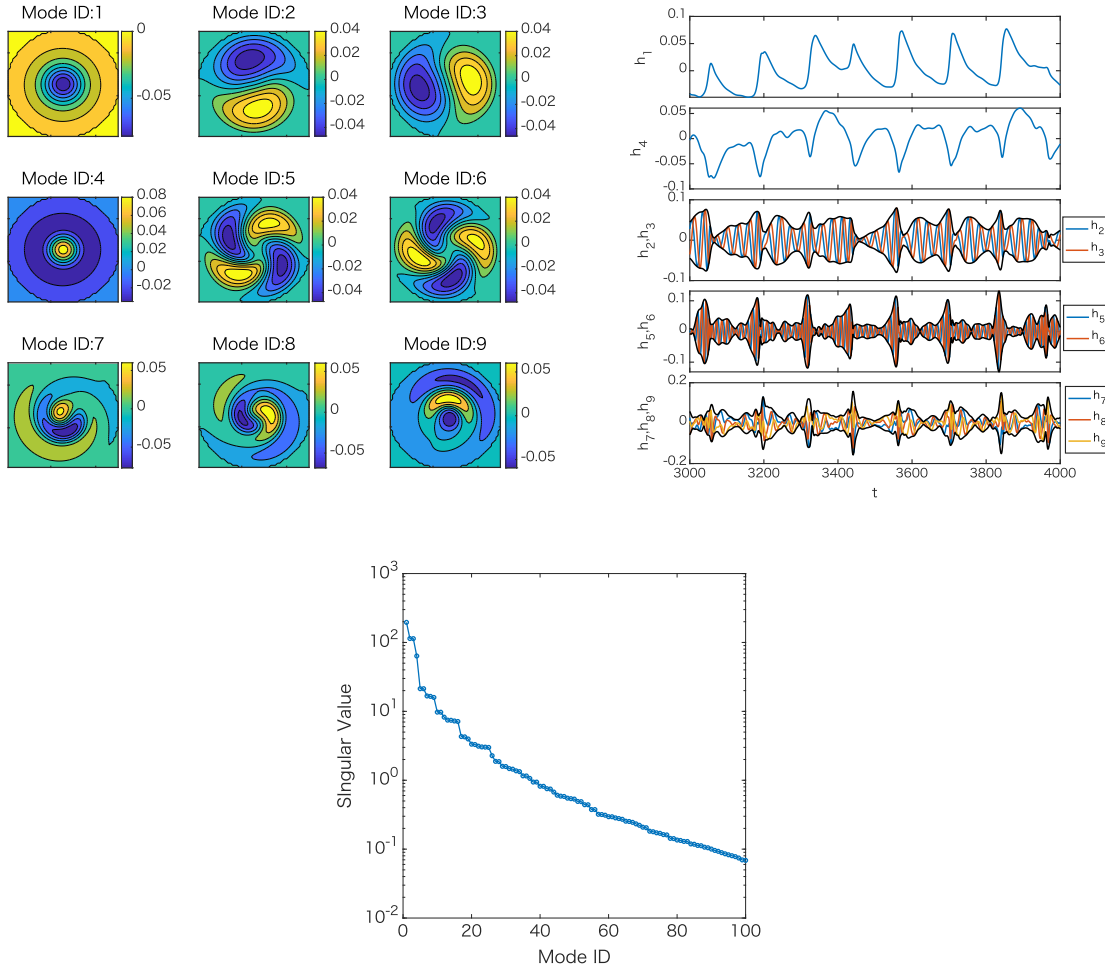 Mode ID:1
0
-0.05
Mode ID:2
0.04
0.02
0
-0.02
-0.04
Mode ID:3
0.04
0.02
0
-0.02
-0.04
Mode ID:4
0.08
0.06
0.04
0.02
0
-0.02
Mode ID:5
0.04
0.02
0
-0.02
-0.04
Mode ID:6
0.04
0.02
0
-0.02
-0.04
Mode ID:7
0.05
0
-0.05
Mode ID:8
0.05
0
-0.05
Mode ID:9
0.05
0
-0.05
h1
0.1
0.05
0
h4
0.05
0
-0.05
-0.1
h2,h3
0.1
0
-0.1
h2
h3
h5,h6
0.1
0
-0.1
h5
h6
h7,h8,h9
0.2
0
-0.2
h7
h8
h9
3000 3200 3400 3600 3800 4000
t
SIngular Value
10^3
10^2
10^1
10^0
10^-1
10^-2
0 20 40 60 80 100
Mode ID